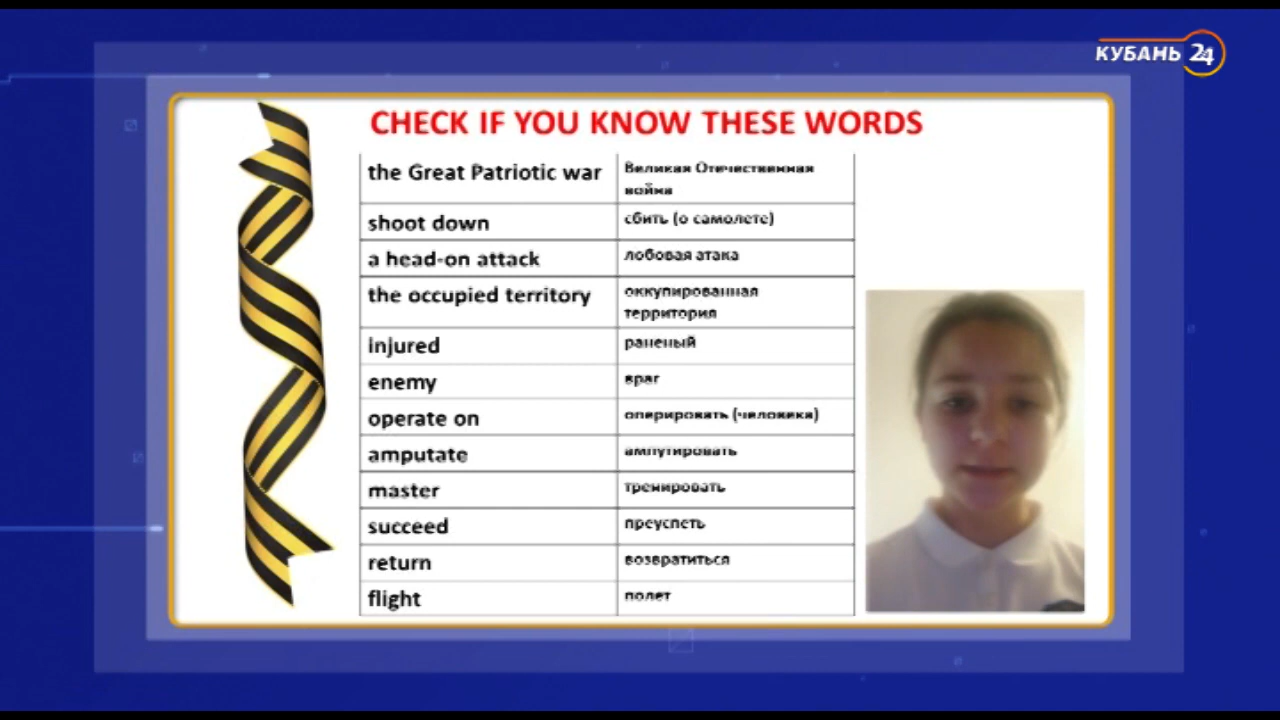 КУБАНЬ 24
CHECK IF YOU KNOW THESE WORDS
the Great Patriotic war Великая Отечественная
война
shoot down сбить (о самолете)
a head-on attack лобовая атака
the occupied territory оккупированная
территория
injured раненый
enemy враг
operate on оперировать (человека)
amputate ампутировать
master тренировать
succeed преуспеть
return возвратиться
flight полет